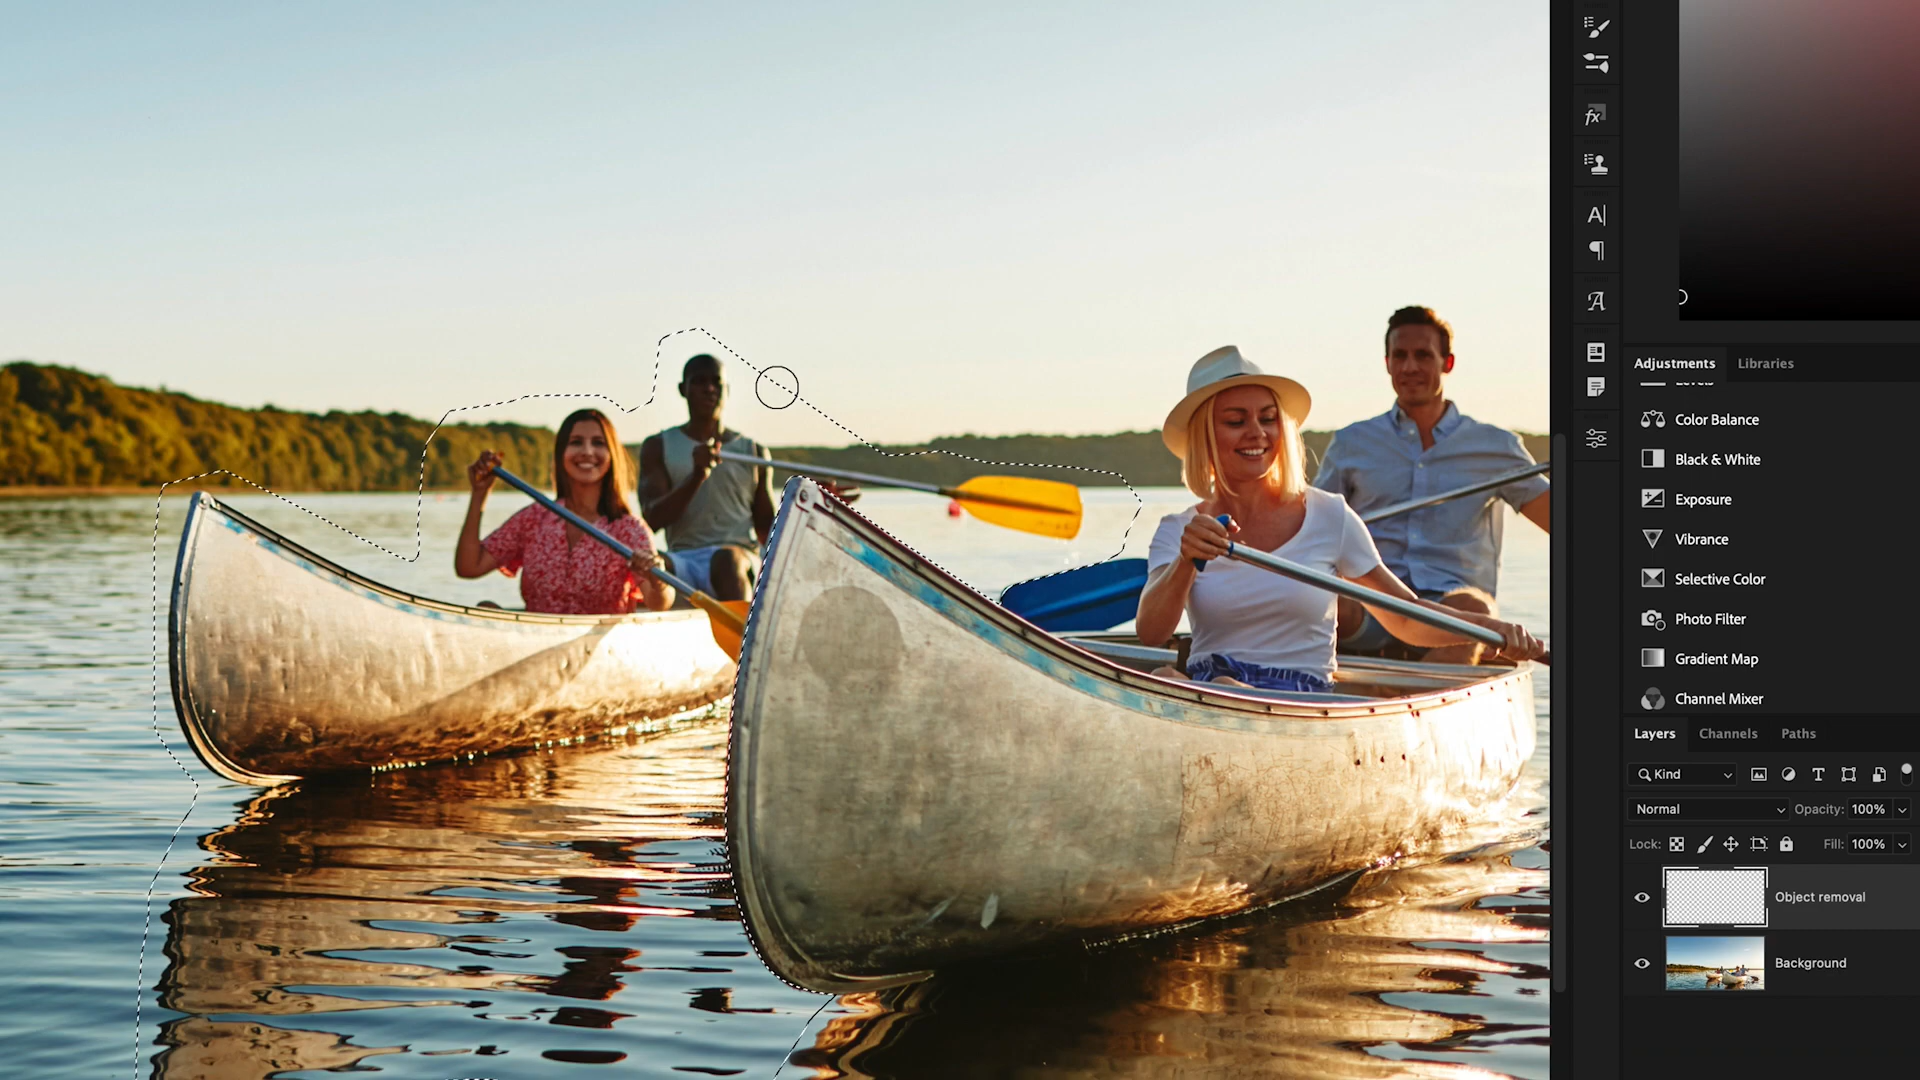 Adjustments Libraries
Levels
Color Balance
Black & White
Exposure
Vibrance
Selective Color
Photo Filter
Gradient Map
Channel Mixer
Layers Channels Paths
Kind
Normal Opacity: 100%
Lock: Fill: 100%
Object removal
Background